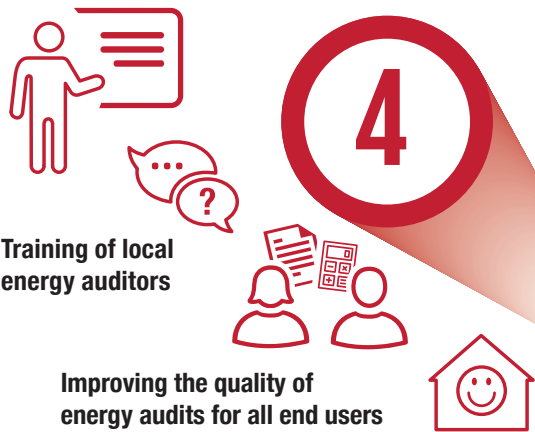 4
?
Training of local
energy auditors
Improving the quality of
energy audits for all end users